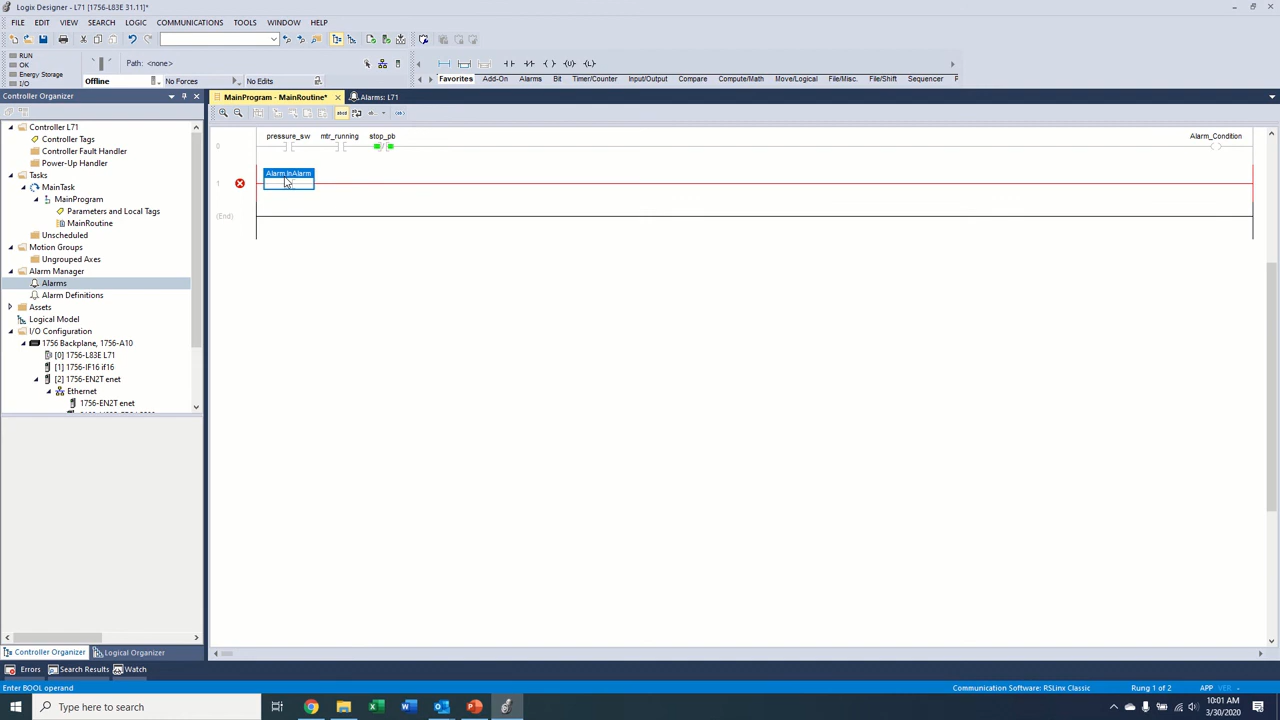 Logix Designer - L71 [1756-L83E 31.11]*
FILE EDIT VIEW SEARCH LOGIC COMMUNICATIONS TOOLS WINDOW HELP
RUN
OK
Energy Storage
I/O
Path: <none>
Offline No Forces No Edits
Favorites Add-On Alarms Bit Timer/Counter Input/Output Compare Compute/Math Move/Logical File/Misc. File/Shift Sequencer
Controller Organizer
MainProgram - MainRoutine* Alarms: L71
Controller L71
Controller Tags
Controller Fault Handler
Power-Up Handler
Tasks
MainTask
MainProgram
Parameters and Local Tags
MainRoutine
Unscheduled
Motion Groups
Ungrouped Axes
Alarm Manager
Alarms
Alarm Definitions
Assets
Logical Model
I/O Configuration
1756 Backplane, 1756-A10
[0] 1756-L83E L71
[1] 1756-IF16 if16
[2] 1756-EN2T enet
Ethernet
1756-EN2T enet
pressure_sw mtr_running stop_pb Alarm_Condition
0
Alarm.InAlarm
1
(End)
Controller Organizer Logical Organizer
Errors Search Results Watch
Enter BOOL operand Communication Software: RSLinx Classic Rung 1 of 2 APP VER
Type here to search
10:01 AM
3/30/2020